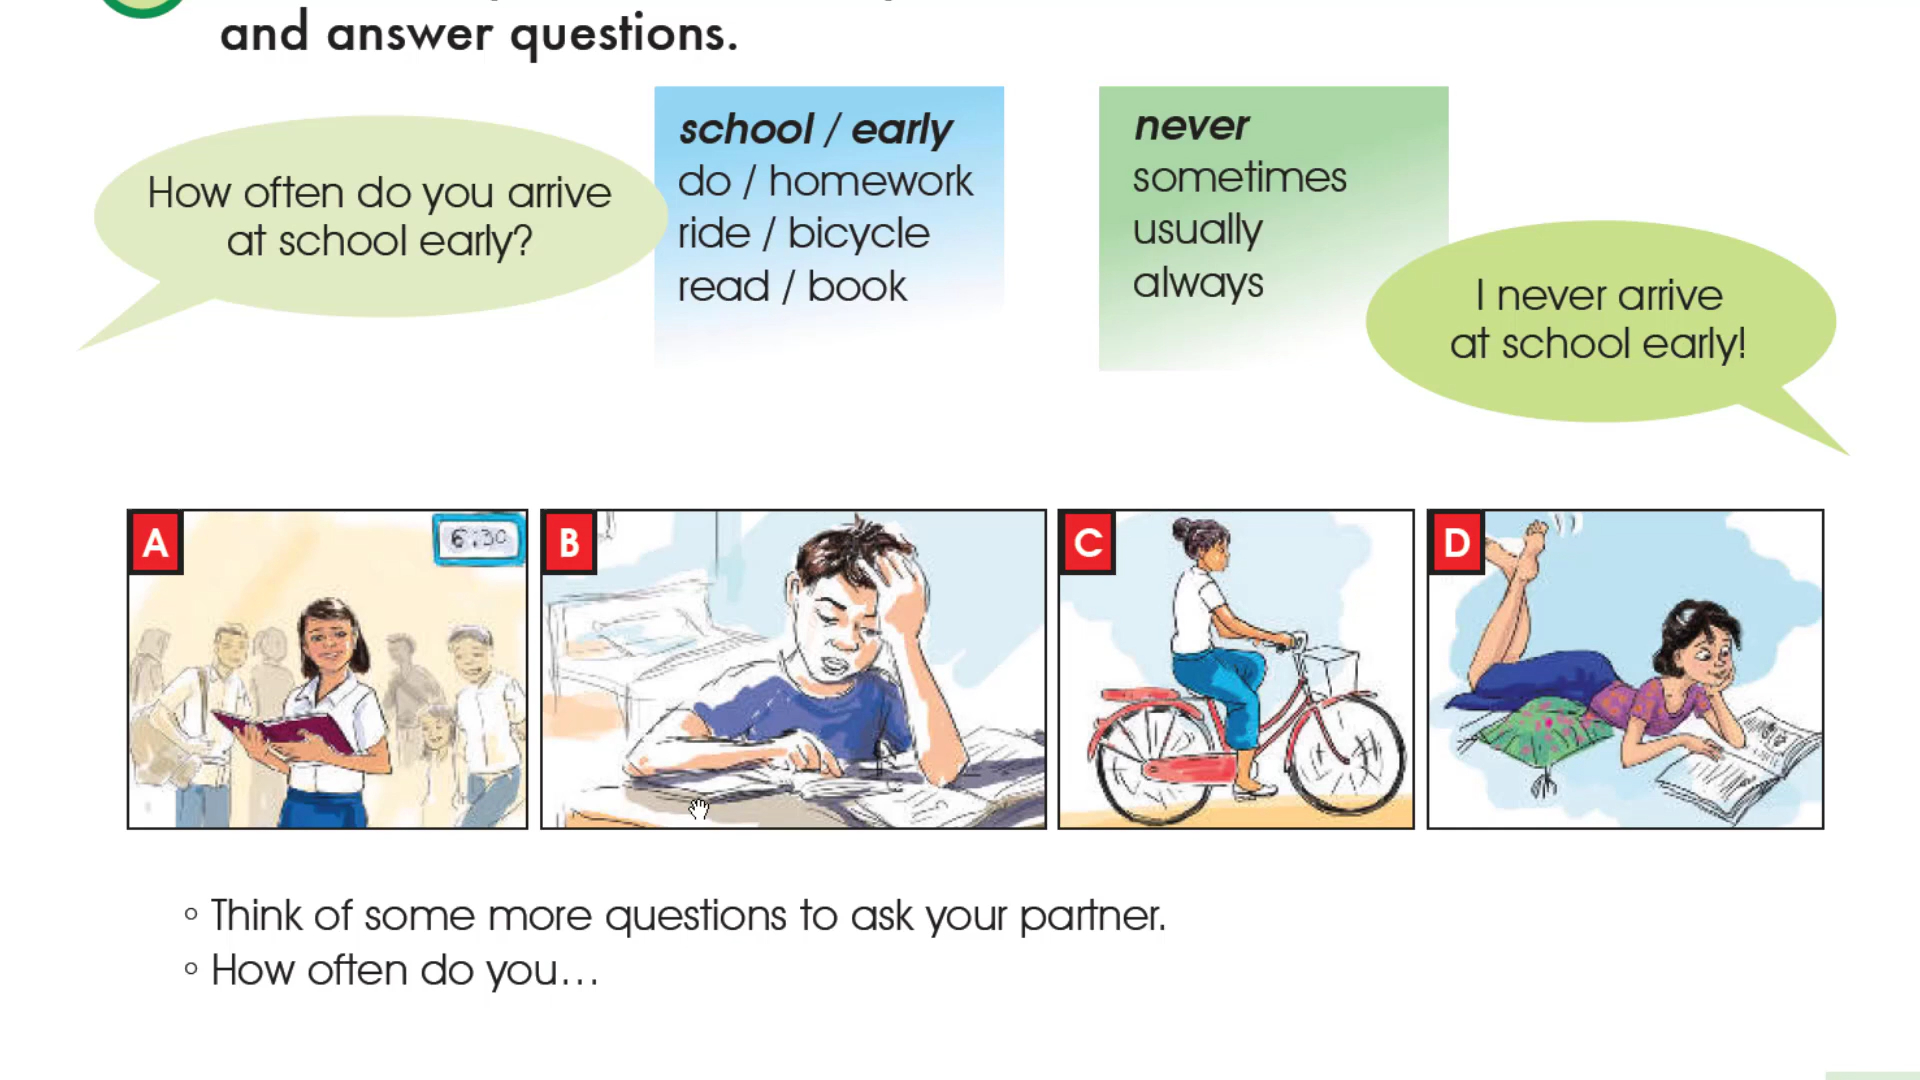 and answer questions.
How often do you arrive
at school early?
school / early
do / homework
ride / bicycle
read / book
never
sometimes
usually
always
I never arrive
at school early!
A
6:30
B
C
D
○ Think of some more questions to ask your partner.
○ How often do you…